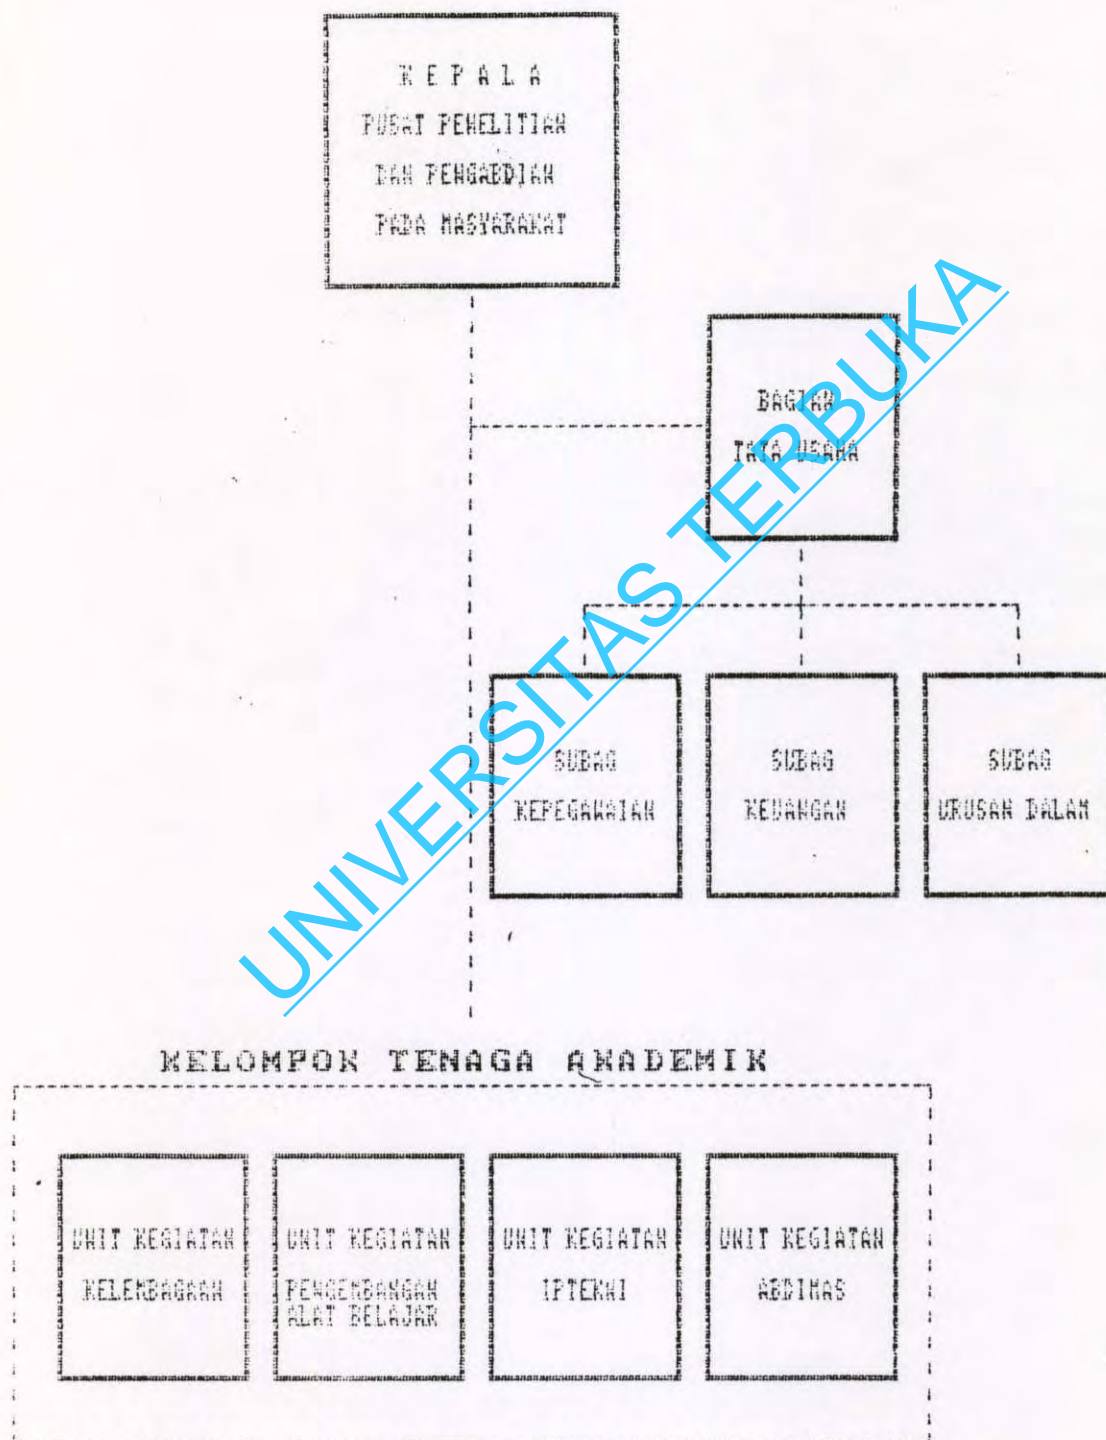 K E P A L A
PUSAT PENELITIAN
DAN PENGABDIAN
PADA MASYARAKAT
BAGIAN
TATA USAHA
SUBAG
KEPEGAWAIAN
SUBAG
KEUANGAN
SUBAG
URUSAN DALAM
KELOMPOK TENAGA AKADEMIK
UNIT KEGIATAN
KELEMBAGAAN
UNIT KEGIATAN
PENGEMBANGAN
ALAT BELAJAR
UNIT KEGIATAN
IPTEKNI
UNIT KEGIATAN
ABDIMAS
UNIVERSITAS TERBUKA